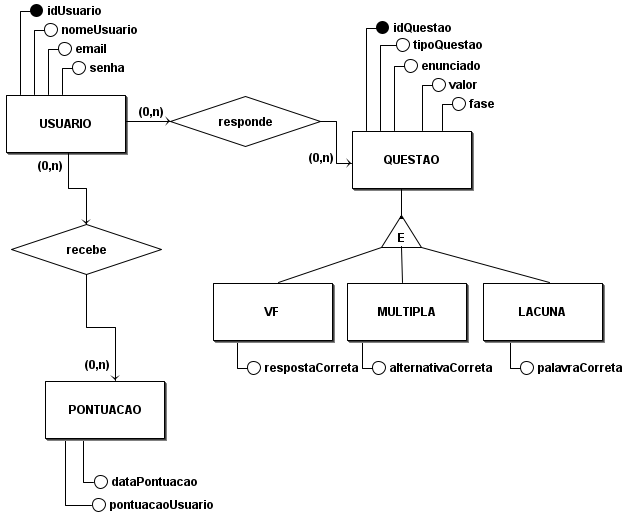 idUsuario
nomeUsuario
email
senha
USUARIO
(0,n)
responde
(0,n)
idQuestao
tipoQuestao
enunciado
valor
fase
QUESTAO
E
VF
respostaCorreta
MULTIPLA
alternativaCorreta
LACUNA
palavraCorreta
(0,n)
recebe
(0,n)
PONTUACAO
dataPontuacao
pontuacaoUsuario